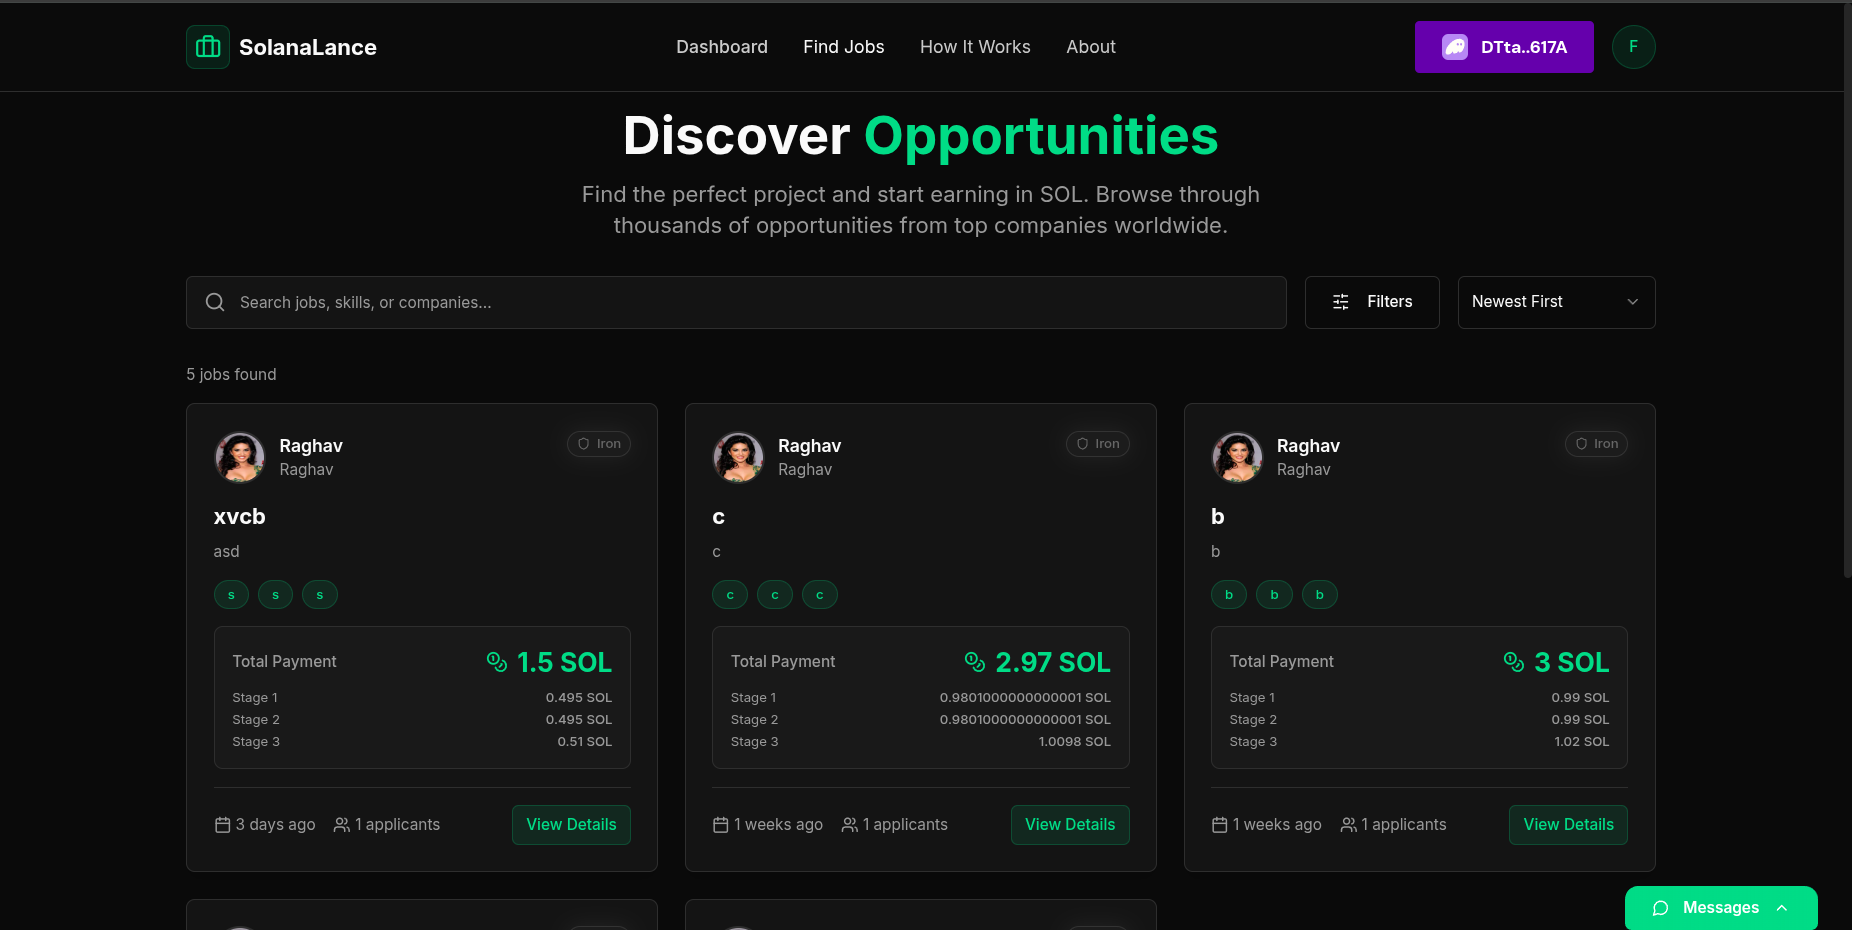 SolanaLance
Dashboard Find Jobs How It Works About
DTta..617A
F
Discover Opportunities
Find the perfect project and start earning in SOL. Browse through
thousands of opportunities from top companies worldwide.
Search jobs, skills, or companies...
Filters
Newest First
5 jobs found
Raghav
Raghav
Iron
xvcb
asd
s s s
Total Payment 1.5 SOL
Stage 1 0.495 SOL
Stage 2 0.495 SOL
Stage 3 0.51 SOL
3 days ago 1 applicants View Details
Raghav
Raghav
Iron
c
c
c c c
Total Payment 2.97 SOL
Stage 1 0.9801000000000001 SOL
Stage 2 0.9801000000000001 SOL
Stage 3 1.0098 SOL
1 weeks ago 1 applicants View Details
Raghav
Raghav
Iron
b
b
b b b
Total Payment 3 SOL
Stage 1 0.99 SOL
Stage 2 0.99 SOL
Stage 3 1.02 SOL
1 weeks ago 1 applicants View Details
Messages